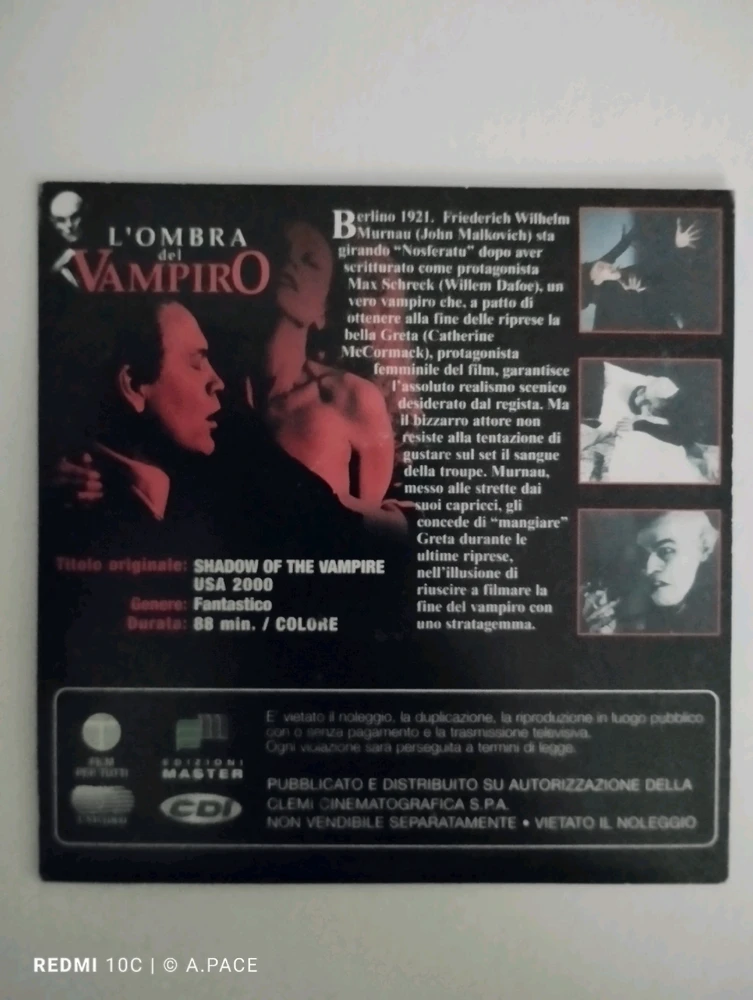 L'OMBRA
del
VAMPIRO
Berlino 1921. Friederich Wilhelm
Murnau (John Malkovich) sta
girando “Nosferatu” dopo aver
scritturato come protagonista
Max Schreck (Willem Dafoe), un
vero vampiro che, a patto di
ottenere alla fine delle riprese la
bella Greta (Catherine
McCormack), protagonista
femminile del film, garantisce
l'assoluto realismo scenico
desiderato dal regista. Ma
il bizzarro attore non
resiste alla tentazione di
gustare sul set il sangue
della troupe. Murnau,
messo alle strette dai
suoi capricci, gli
concede di “mangiare”
Greta durante le
ultime riprese,
nell'illusione di
riuscire a filmare la
fine del vampiro con
uno stratagemma.
Titolo originale: SHADOW OF THE VAMPIRE
USA 2000
Genere: Fantastico
Durata: 88 min. / COLORE
FILM
PER TUTTI
EDIZIONI
MASTER
CDI
E' vietato il noleggio, la duplicazione, la riproduzione in luogo pubblico
con o senza pagamento e la trasmissione televisiva.
Ogni violazione sarà perseguita a termini di legge.
PUBBLICATO E DISTRIBUITO SU AUTORIZZAZIONE DELLA
CLEMI CINEMATOGRAFICA S.P.A.
NON VENDIBILE SEPARATAMENTE • VIETATO IL NOLEGGIO
REDMI 10C | © A.PACE